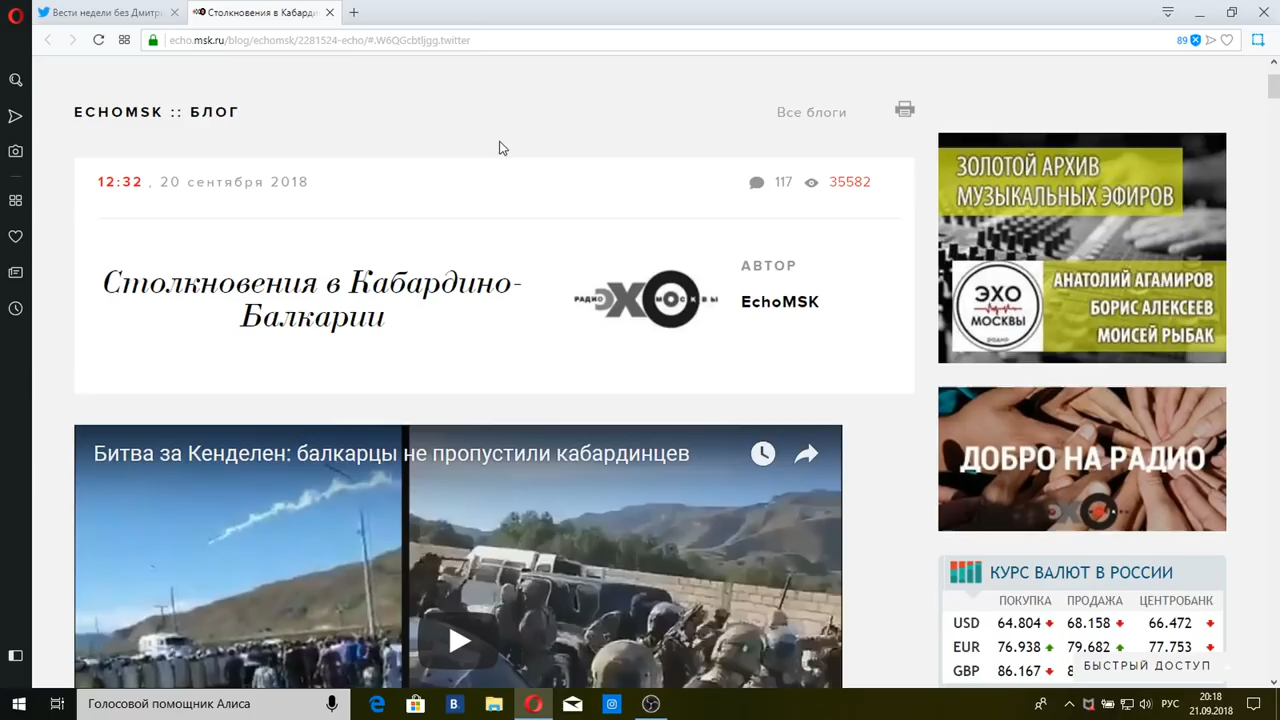 Вести недели без Дмитр
Столкновения в Кабарди
echo.msk.ru/blog/echomsk/2281524-echo/#.W6QGcbtljgg.twitter
89
ECHOMSK :: БЛОГ
Все блоги
12:32 , 20 сентября 2018
117
35582
Столкновения в Кабардино-
Балкарии
РАДИО ЭХО МОСКВЫ
АВТОР
EchoMSK
Битва за Кенделен: балкарцы не пропустили кабардинцев
ЗОЛОТОЙ АРХИВ
МУЗЫКАЛЬНЫХ ЭФИРОВ
ЭХО
МОСКВЫ
радио
АНАТОЛИЙ АГАМИРОВ
БОРИС АЛЕКСЕЕВ
МОИСЕЙ РЫБАК
ДОБРО НА РАДИО
КУРС ВАЛЮТ В РОССИИ
ПОКУПКА ПРОДАЖА ЦЕНТРОБАНК
USD 64.804 68.158 66.472
EUR 76.938 79.682 77.753
GBP 86.167 8
БЫСТРЫЙ ДОСТУП
Голосовой помощник Алиса
РУС
20:18
21.09.2018